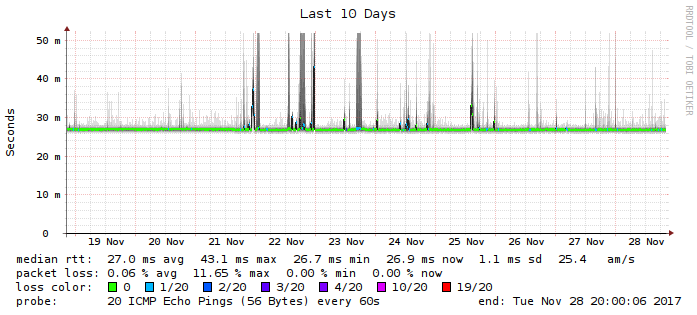 Last 10 Days
RRDTOOL / TOBI OETIKER
Seconds
50 m
40 m
30 m
20 m
10 m
0
19 Nov 20 Nov 21 Nov 22 Nov 23 Nov 24 Nov 25 Nov 26 Nov 27 Nov 28 Nov
median rtt: 27.0 ms avg 43.1 ms max 26.7 ms min 26.9 ms now 1.1 ms sd 25.4 am/s
packet loss: 0.06 % avg 11.65 % max 0.00 % min 0.00 % now
loss color: 0 1/20 2/20 3/20 4/20 10/20 19/20
probe: 20 ICMP Echo Pings (56 Bytes) every 60s end: Tue Nov 28 20:00:06 2017